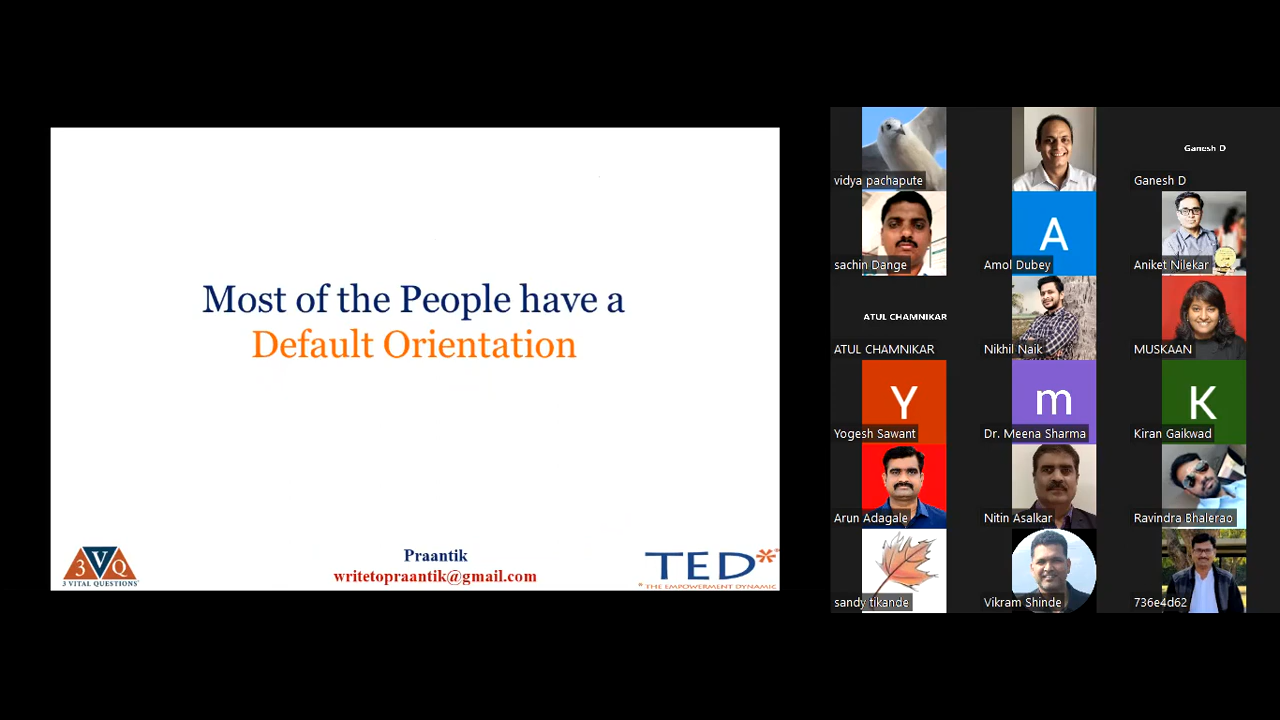 Most of the People have a
Default Orientation
3VQ
3 VITAL QUESTIONS
Praantik
writetopraantik@gmail.com
TED*
*THE EMPOWERMENT DYNAMIC
vidya pachapute
Ganesh D
Ganesh D
sachin Dange
A
Amol Dubey
Aniket Nilekar
ATUL CHAMNIKAR
ATUL CHAMNIKAR
Nikhil Naik
MUSKAAN
Y
Yogesh Sawant
m
Dr. Meena Sharma
K
Kiran Gaikwad
Arun Adagale
Nitin Asalkar
Ravindra Bhalerao
sandy tikande
Vikram Shinde
736e4d62